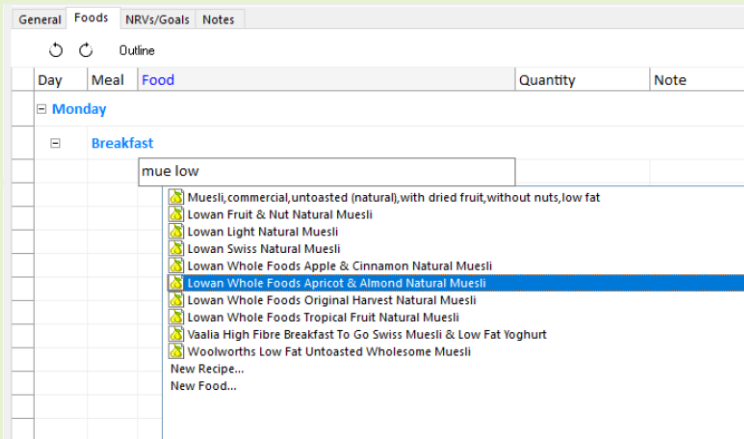 General Foods NRVs/Goals Notes
Outline
Day Meal Food Quantity Note
Monday
Breakfast
mue low
Muesli,commercial,untoasted (natural),with dried fruit,without nuts,low fat
Lowan Fruit & Nut Natural Muesli
Lowan Light Natural Muesli
Lowan Swiss Natural Muesli
Lowan Whole Foods Apple & Cinnamon Natural Muesli
Lowan Whole Foods Apricot & Almond Natural Muesli
Lowan Whole Foods Original Harvest Natural Muesli
Lowan Whole Foods Tropical Fruit Natural Muesli
Vaalia High Fibre Breakfast To Go Swiss Muesli & Low Fat Yoghurt
Woolworths Low Fat Untoasted Wholesome Muesli
New Recipe...
New Food...